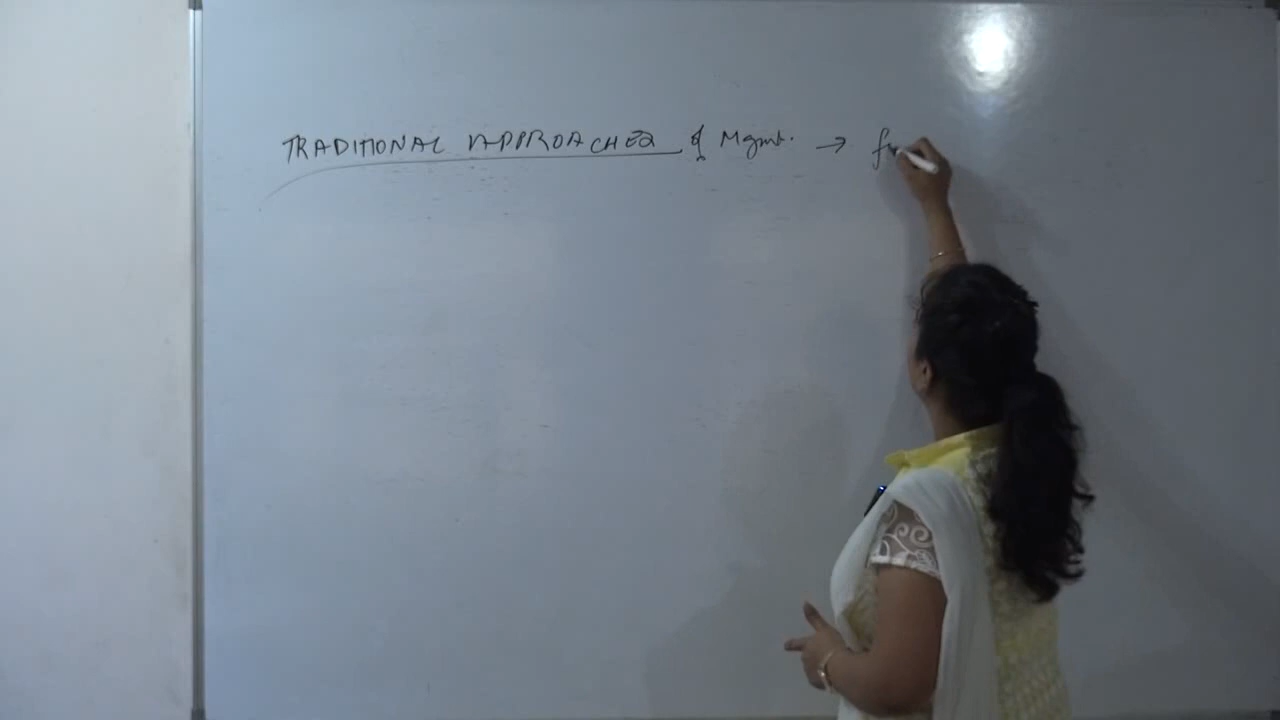 TRADITIONAL APPROACHES of Mgmt. →